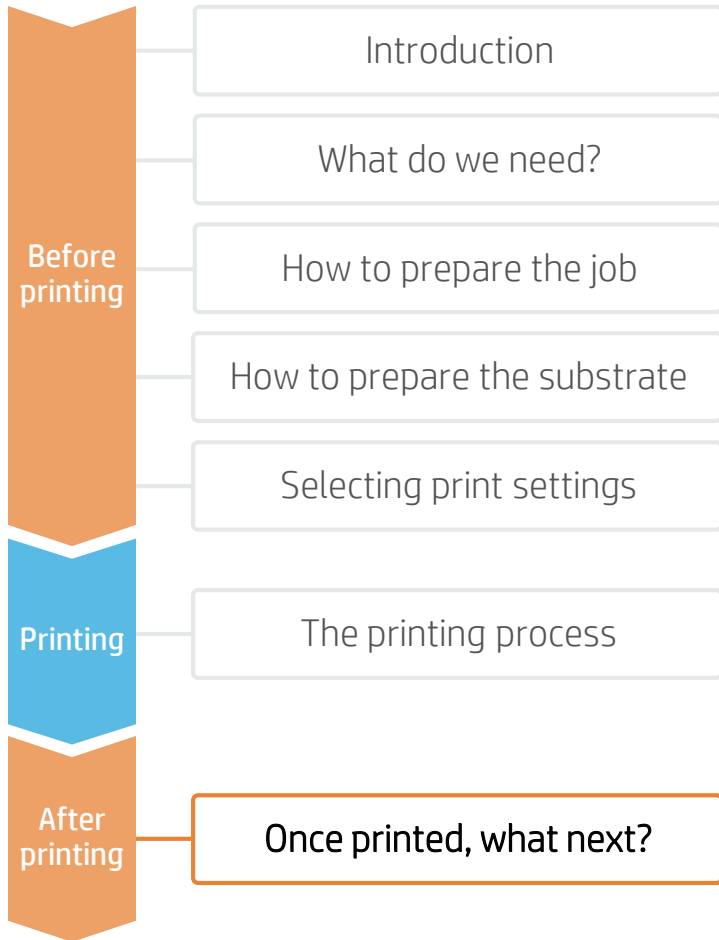 Introduction
What do we need?
Before
printing
How to prepare the job
How to prepare the substrate
Selecting print settings
Printing
The printing process
After
printing
Once printed, what next?